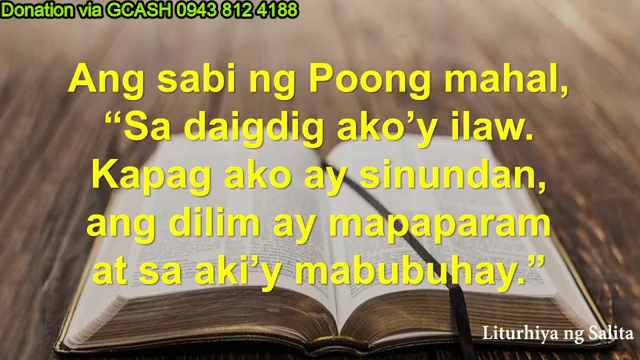 Donation via GCASH 0943 812 4188
Ang sabi ng Poong mahal,
“Sa daigdig ako’y ilaw.
Kapag ako ay sinundan,
ang dilim ay mapaparam
at sa aki’y mabubuhay.”
Liturhiya ng Salita